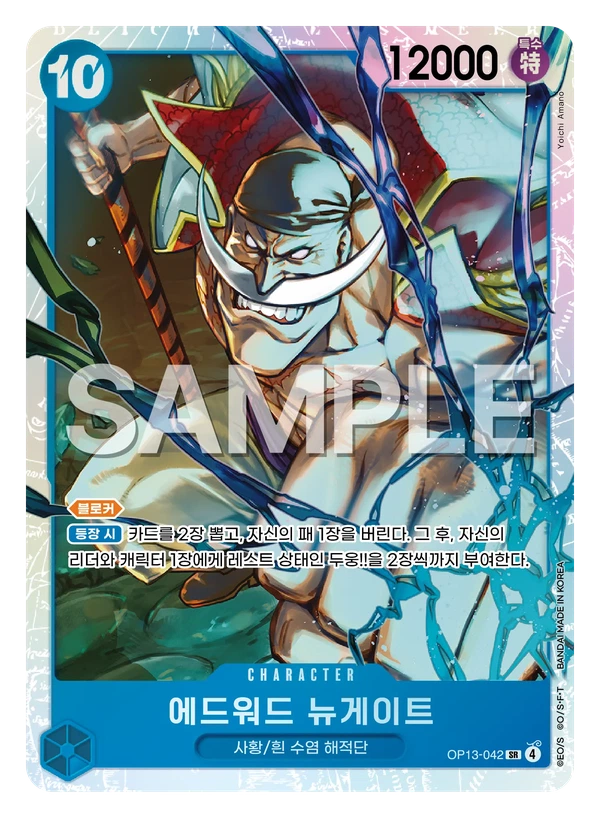 10
12000
특수
特
Yoichi Amano
SAMPLE
블로커
등장 시 카드를 2장 뽑고, 자신의 패 1장을 버린다. 그 후, 자신의
리더와 캐릭터 1장에게 레스트 상태인 두웅!!을 2장씩까지 부여한다.
CHARACTER
에드워드 뉴게이트
사황/흰 수염 해적단
OP13-042 SR 4
©EO/S ©O/S·F·T BANDAI MADE IN KOREA